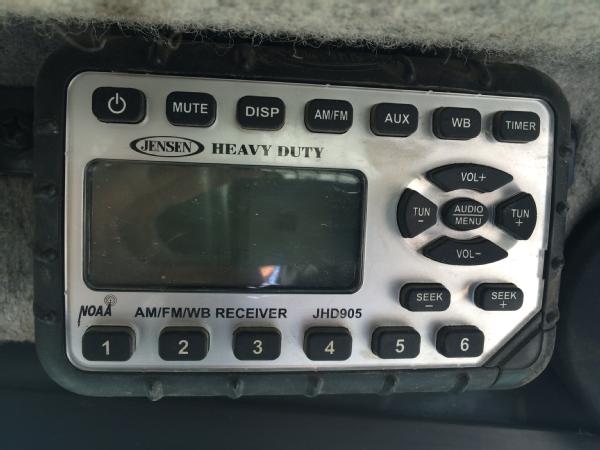 MUTE DISP AM/FM AUX WB TIMER
JENSEN HEAVY DUTY
VOL+
TUN - AUDIO/MENU TUN +
VOL-
SEEK - SEEK +
NOAA AM/FM/WB RECEIVER JHD905
1 2 3 4 5 6